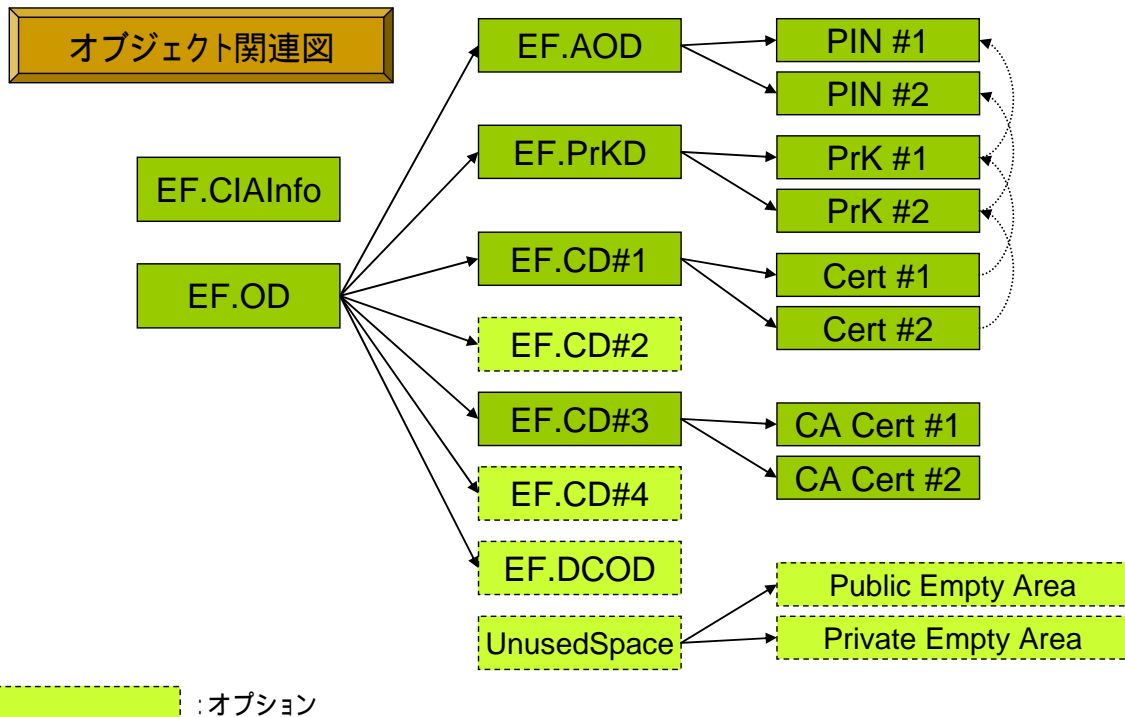 オブジェクト関連図
EF.CIAInfo
EF.OD
EF.AOD
EF.PrKD
EF.CD#1
EF.CD#2
EF.CD#3
EF.CD#4
EF.DCOD
UnusedSpace
PIN #1
PIN #2
PrK #1
PrK #2
Cert #1
Cert #2
CA Cert #1
CA Cert #2
Public Empty Area
Private Empty Area
:オプション